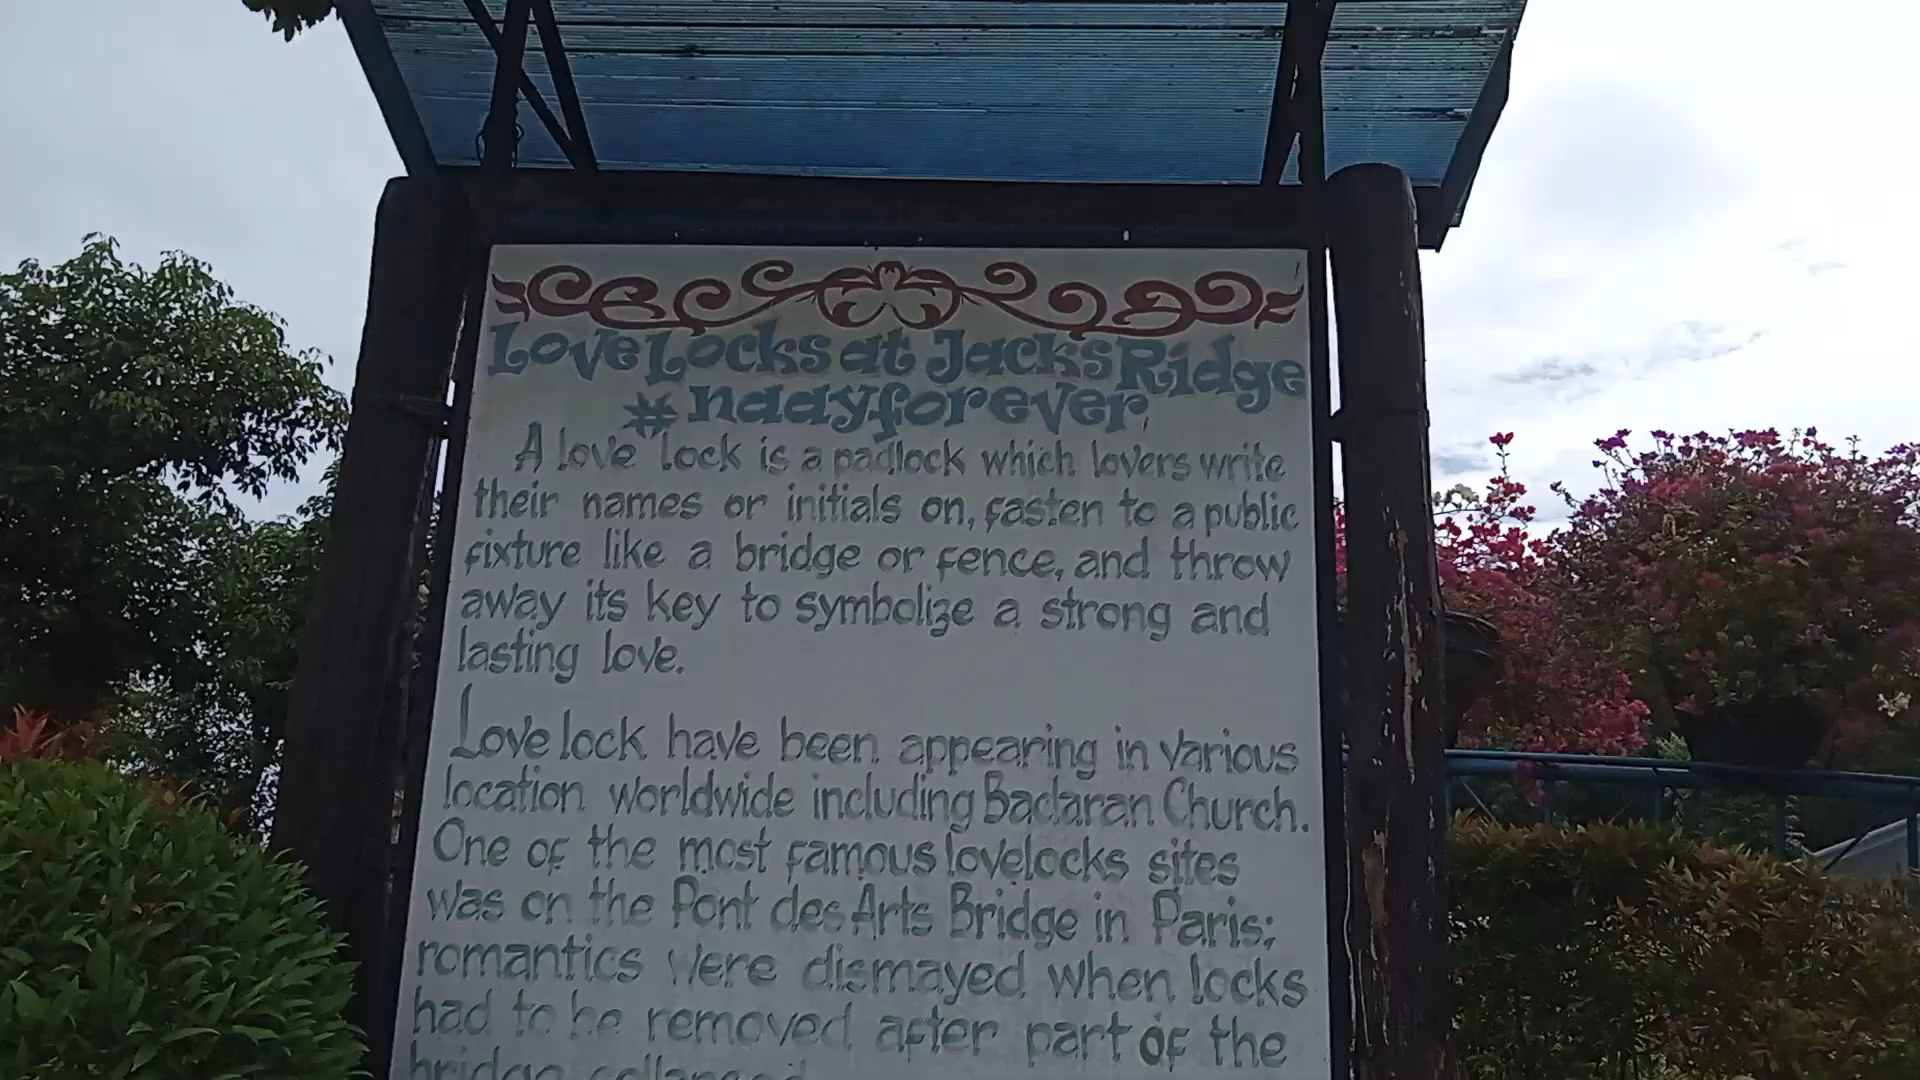 Love Locks at Jacks Ridge
#naayforever
A love lock is a padlock which lovers write
their names or initials on, fasten to a public
fixture like a bridge or fence, and throw
away its key to symbolize a strong and
lasting love.
Love lock have been appearing in various
location worldwide including Baclaran Church.
One of the most famous lovelocks sites
was on the Pont des Arts Bridge in Paris;
romantics were dismayed when locks
had to be removed after part of the
bridge collapsed